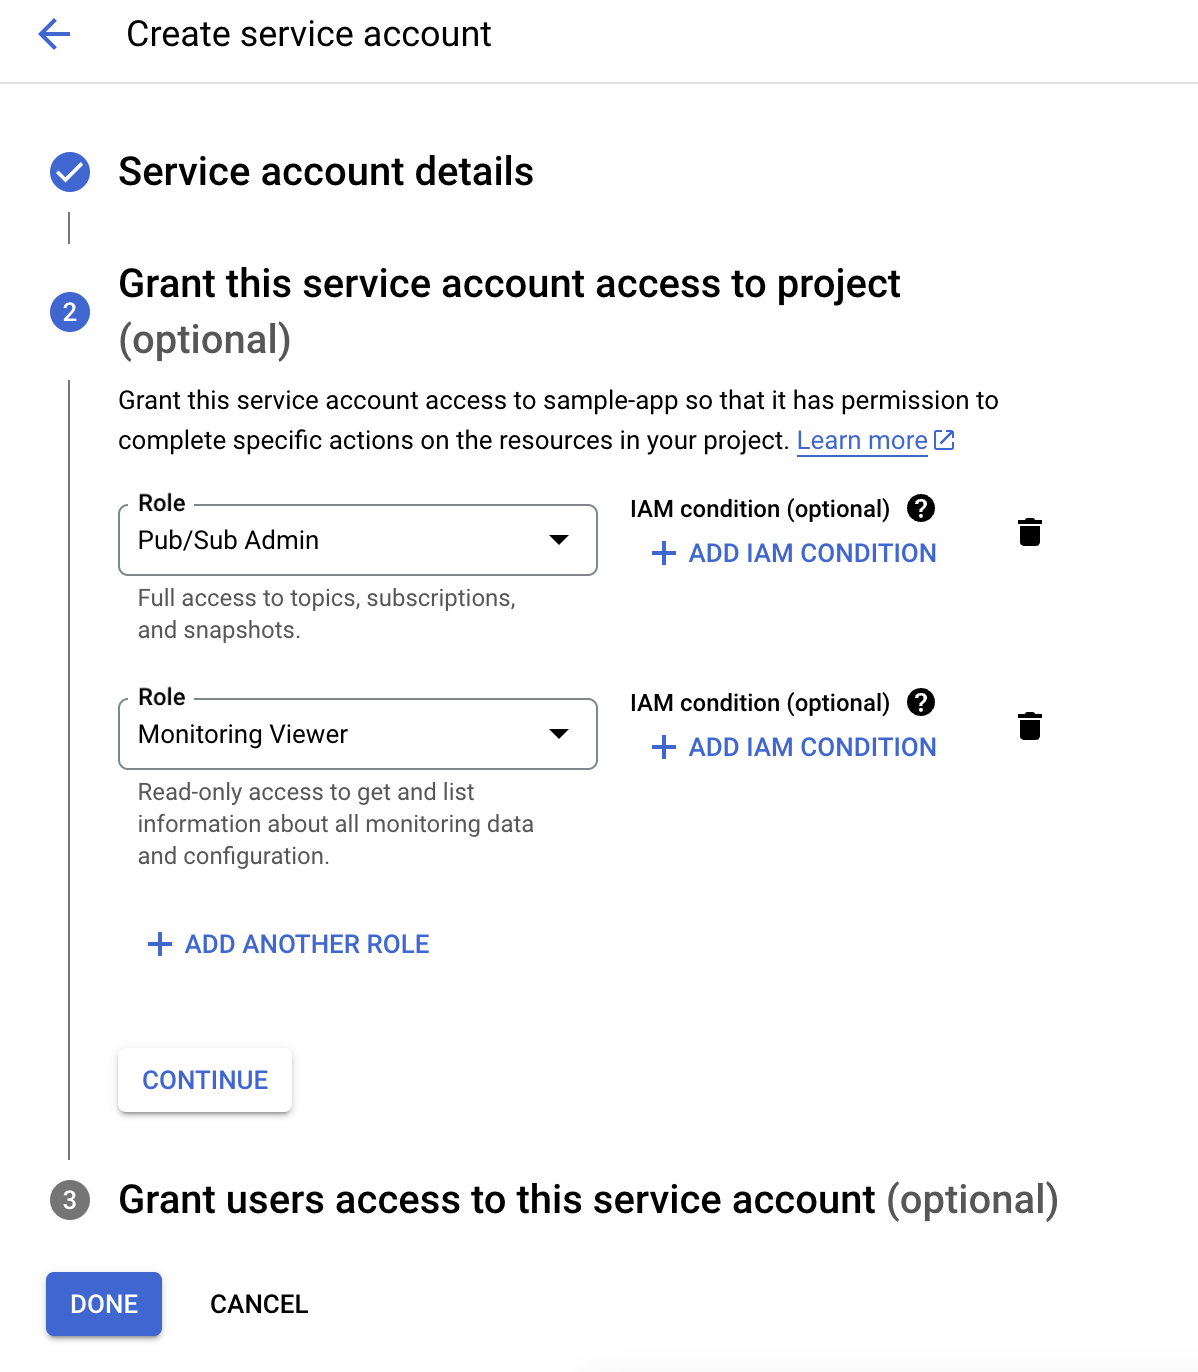 Create service account
Service account details
2
Grant this service account access to project
(optional)
Grant this service account access to sample-app so that it has permission to
complete specific actions on the resources in your project. Learn more
Role
Pub/Sub Admin
Full access to topics, subscriptions,
and snapshots.
IAM condition (optional) ?
+ ADD IAM CONDITION
Role
Monitoring Viewer
Read-only access to get and list
information about all monitoring data
and configuration.
IAM condition (optional) ?
+ ADD IAM CONDITION
+ ADD ANOTHER ROLE
CONTINUE
3
Grant users access to this service account (optional)
DONE
CANCEL